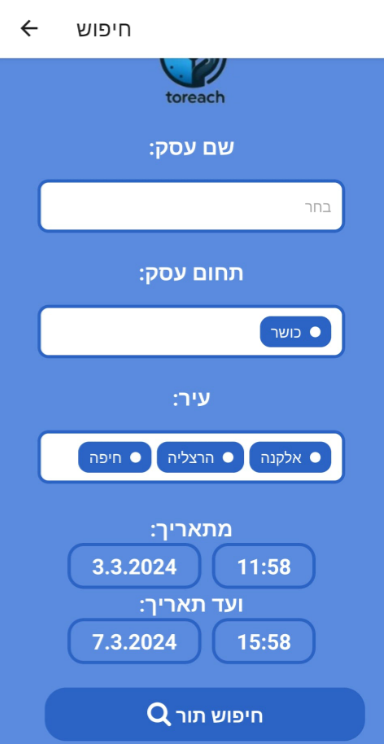 חיפוש
toreach
שם עסק:
בחר
תחום עסק:
כושר
עיר:
אלקנה הרצליה חיפה
מתאריך:
11:58 3.3.2024
ועד תאריך:
15:58 7.3.2024
חיפוש תור